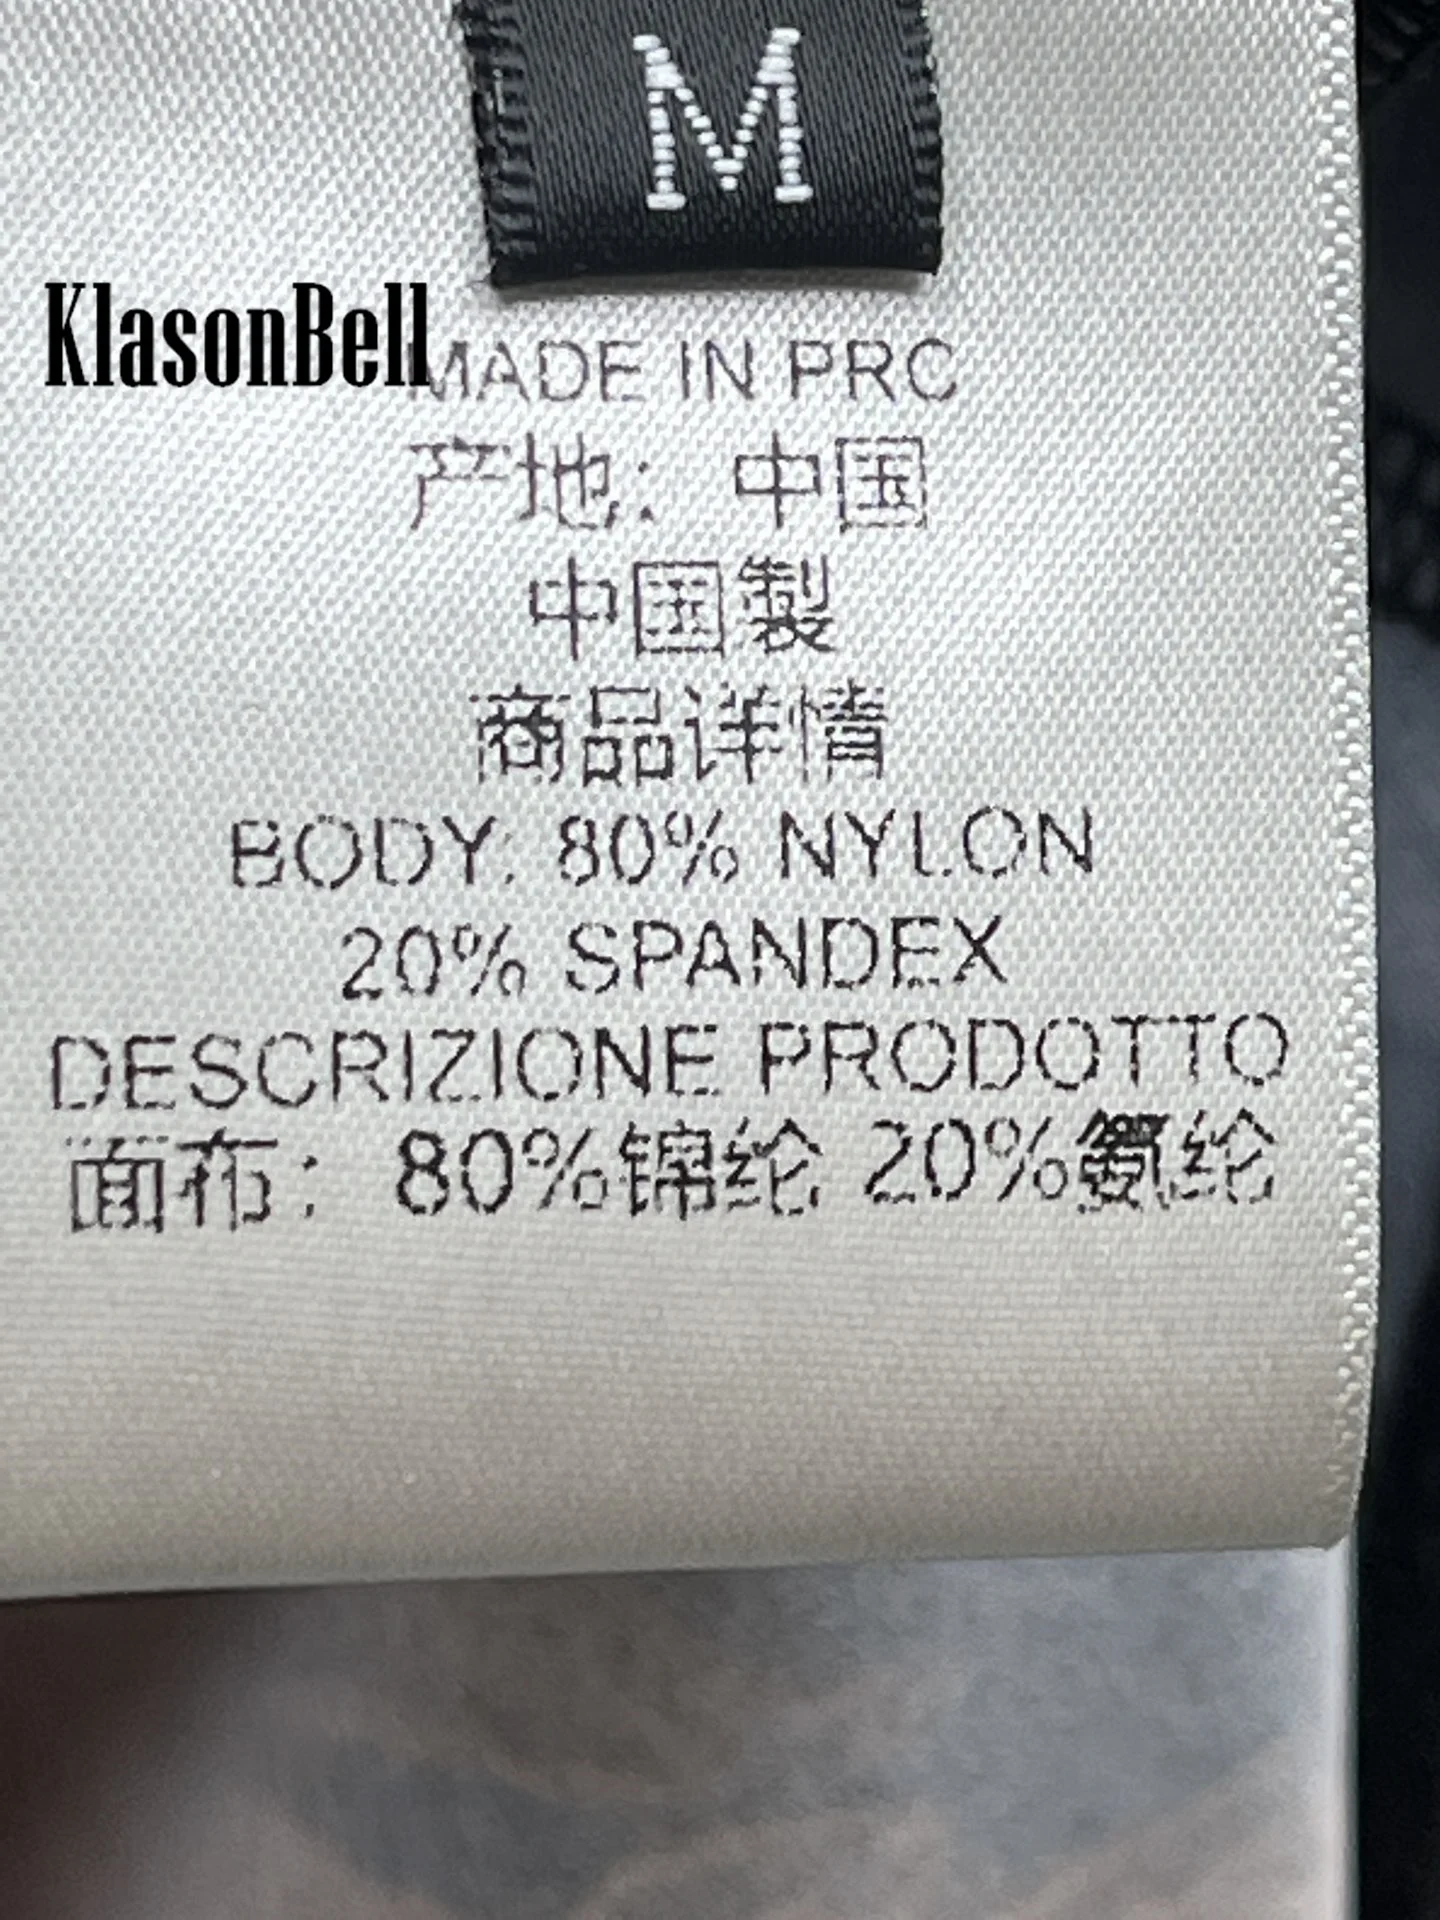 M
KlasonBell
MADE IN PRC
产地：中国
中国製
商品详情
BODY: 80% NYLON
20% SPANDEX
DESCRIZIONE PRODOTTO
面布：80%锦纶 20%氨纶